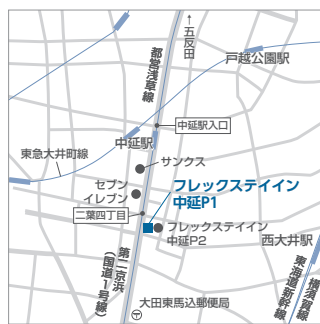 ←五反田
都営浅草線
戸越公園駅
中延駅入口
中延駅
東急大井町線
サンクス
セブン
イレブン
フレックステイイン
中延P1
二葉四丁目
フレックステイイン
中延P2
西大井駅
第二京浜
（国道1号線）
横須賀線
東海道新幹線
大田東馬込郵便局